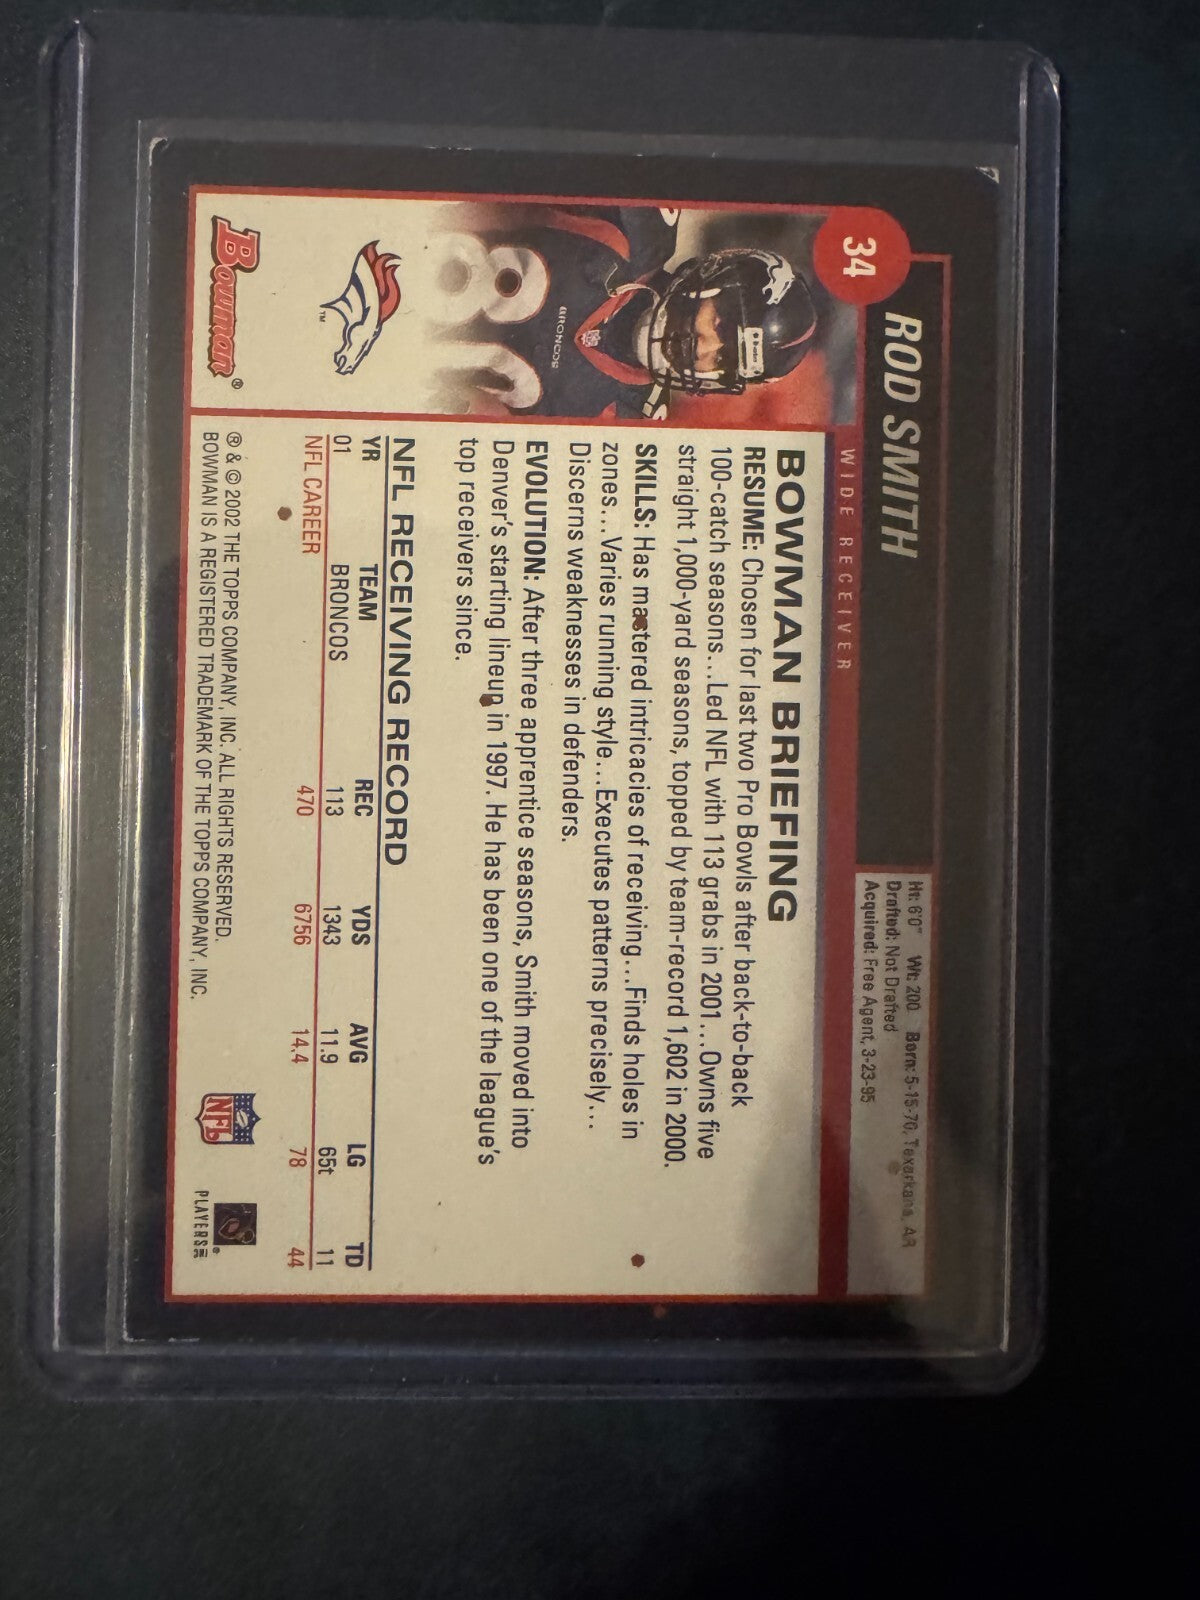 34
ROD SMITH
WIDE RECEIVER
Ht: 6'0" Wt: 200 Born: 5-15-70, Texarkana, AR
Drafted: Not Drafted
Acquired: Free Agent, 3-23-95
BRONCOS
80
TM
Bowman®
BOWMAN BRIEFING
RESUME: Chosen for last two Pro Bowls after back-to-back
100-catch seasons...Led NFL with 113 grabs in 2001...Owns five
straight 1,000-yard seasons, topped by team-record 1,602 in 2000.
SKILLS: Has mastered intricacies of receiving...Finds holes in
zones...Varies running style...Executes patterns precisely...
Discerns weaknesses in defenders.
EVOLUTION: After three apprentice seasons, Smith moved into
Denver's starting lineup in 1997. He has been one of the league's
top receivers since.
NFL RECEIVING RECORD
YR TEAM REC YDS AVG LG TD
01 BRONCOS 113 1343 11.9 65t 11
NFL CAREER 470 6756 14.4 78 44
® & © 2002 THE TOPPS COMPANY, INC. ALL RIGHTS RESERVED.
BOWMAN IS A REGISTERED TRADEMARK OF THE TOPPS COMPANY, INC.
NFL
PLAYERS